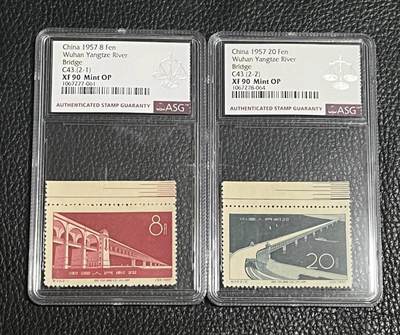 China 1957 8 Fen
Wuhan Yangtze River
Bridge
C43.(2-1)
XF 90 Mint OP
1067277-061
AUTHENTICATED STAMP GUARANTY
ASG
8
China 1957 20 Fen
Wuhan Yangtze River
Bridge
C43.(2-2)
XF 90 Mint OP
1067278-064
AUTHENTICATED STAMP GUARANTY
ASG
20